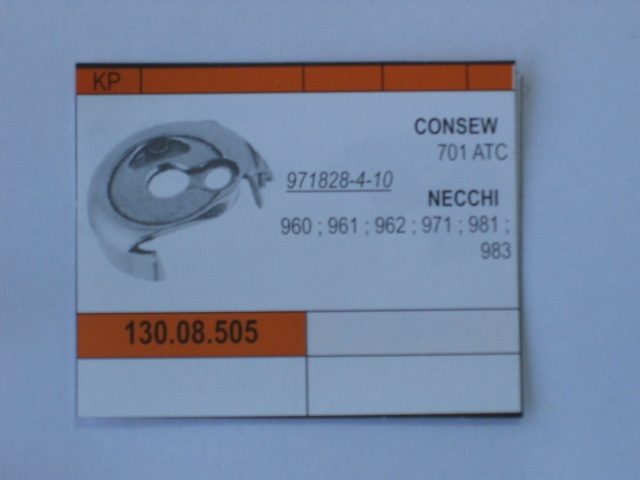 KP
CONSEW
701 ATC
971828-4-10
NECCHI
960 ; 961 ; 962 ; 971 ; 981 ;
983
130.08.505